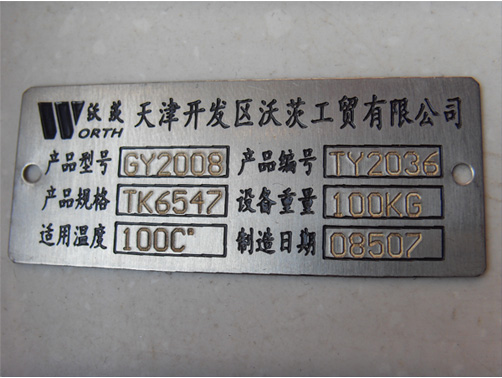 沃茨 天津开发区沃茨工贸有限公司
WORTH
产品型号 GY2008 产品编号 TY2036
产品规格 TK6547 设备重量 100KG
适用温度 100C° 制造日期 08507